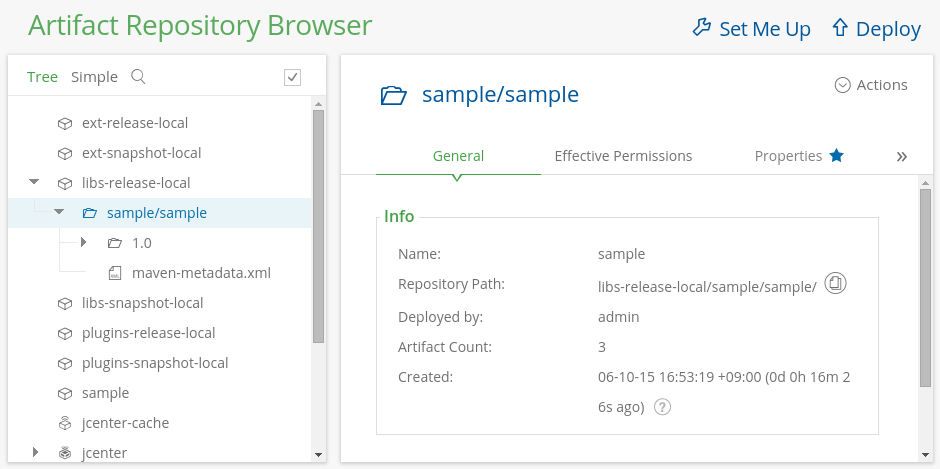 Artifact Repository Browser
Set Me Up
Deploy
Tree Simple
ext-release-local
ext-snapshot-local
libs-release-local
sample/sample
1.0
maven-metadata.xml
libs-snapshot-local
plugins-release-local
plugins-snapshot-local
sample
jcenter-cache
jcenter
sample/sample
Actions
General Effective Permissions Properties »
Info
Name: sample
Repository Path: libs-release-local/sample/sample/
Deployed by: admin
Artifact Count: 3
Created: 06-10-15 16:53:19 +09:00 (0d 0h 16m 2
6s ago) ?